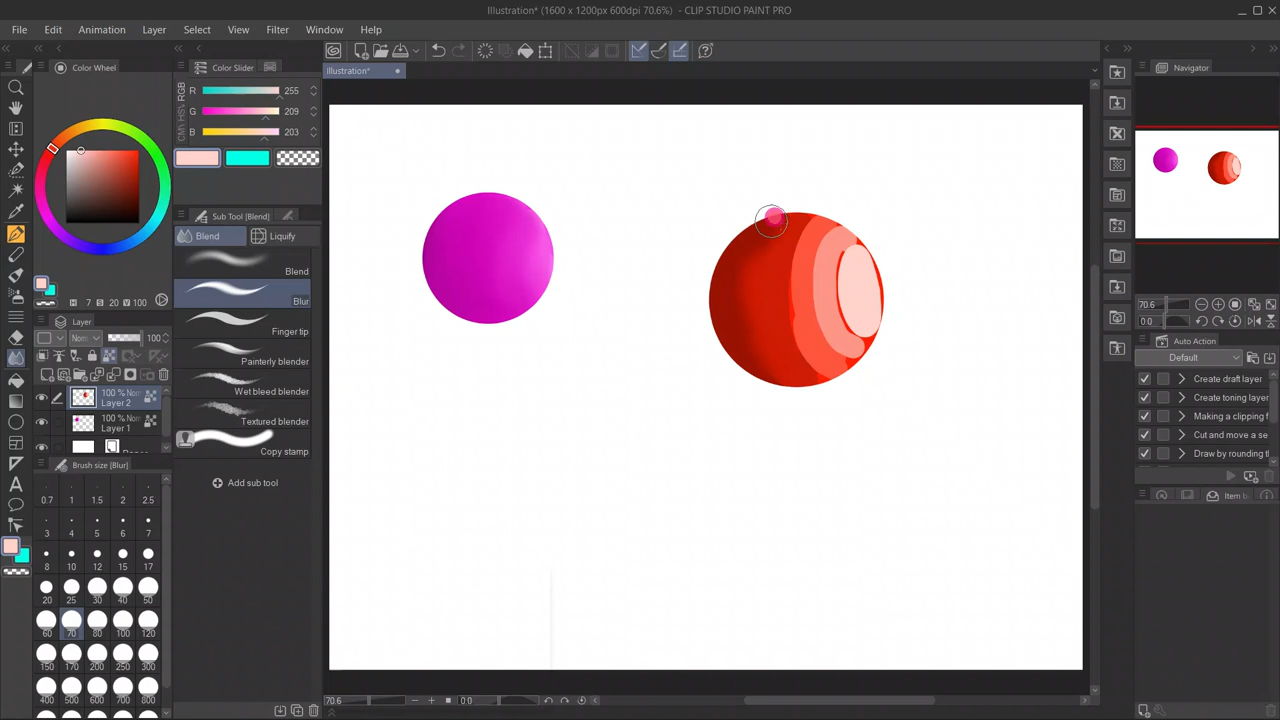 Illustration* (1600 x 1200px 600dpi 70.6%) - CLIP STUDIO PAINT PRO
File Edit Animation Layer Select View Filter Window Help
Color Wheel
Color Slider
Illustration*
Navigator
RGB
R 255
G 209
B 203
Sub Tool [Blend]
Blend Liquify
Blend
Blur
Finger tip
Painterly blender
Wet bleed blender
Textured blender
Copy stamp
Add sub tool
H 7 S 20 V 100
Layer
100
100 %
Layer 2
100 %
Layer 1
Brush size [Blur]
0.7 1 1.5 2 2.5
3 4 5 6 7
8 10 12 15 17
20 25 30 40 50
60 70 80 100 120
150 170 200 250 300
400 500 600 700 800
70.6 0.0
70.6
0.0
Auto Action
Default
Create draft layer
Create toning layer
Making a clipping f
Cut and move a se
Draw by rounding t
Item b